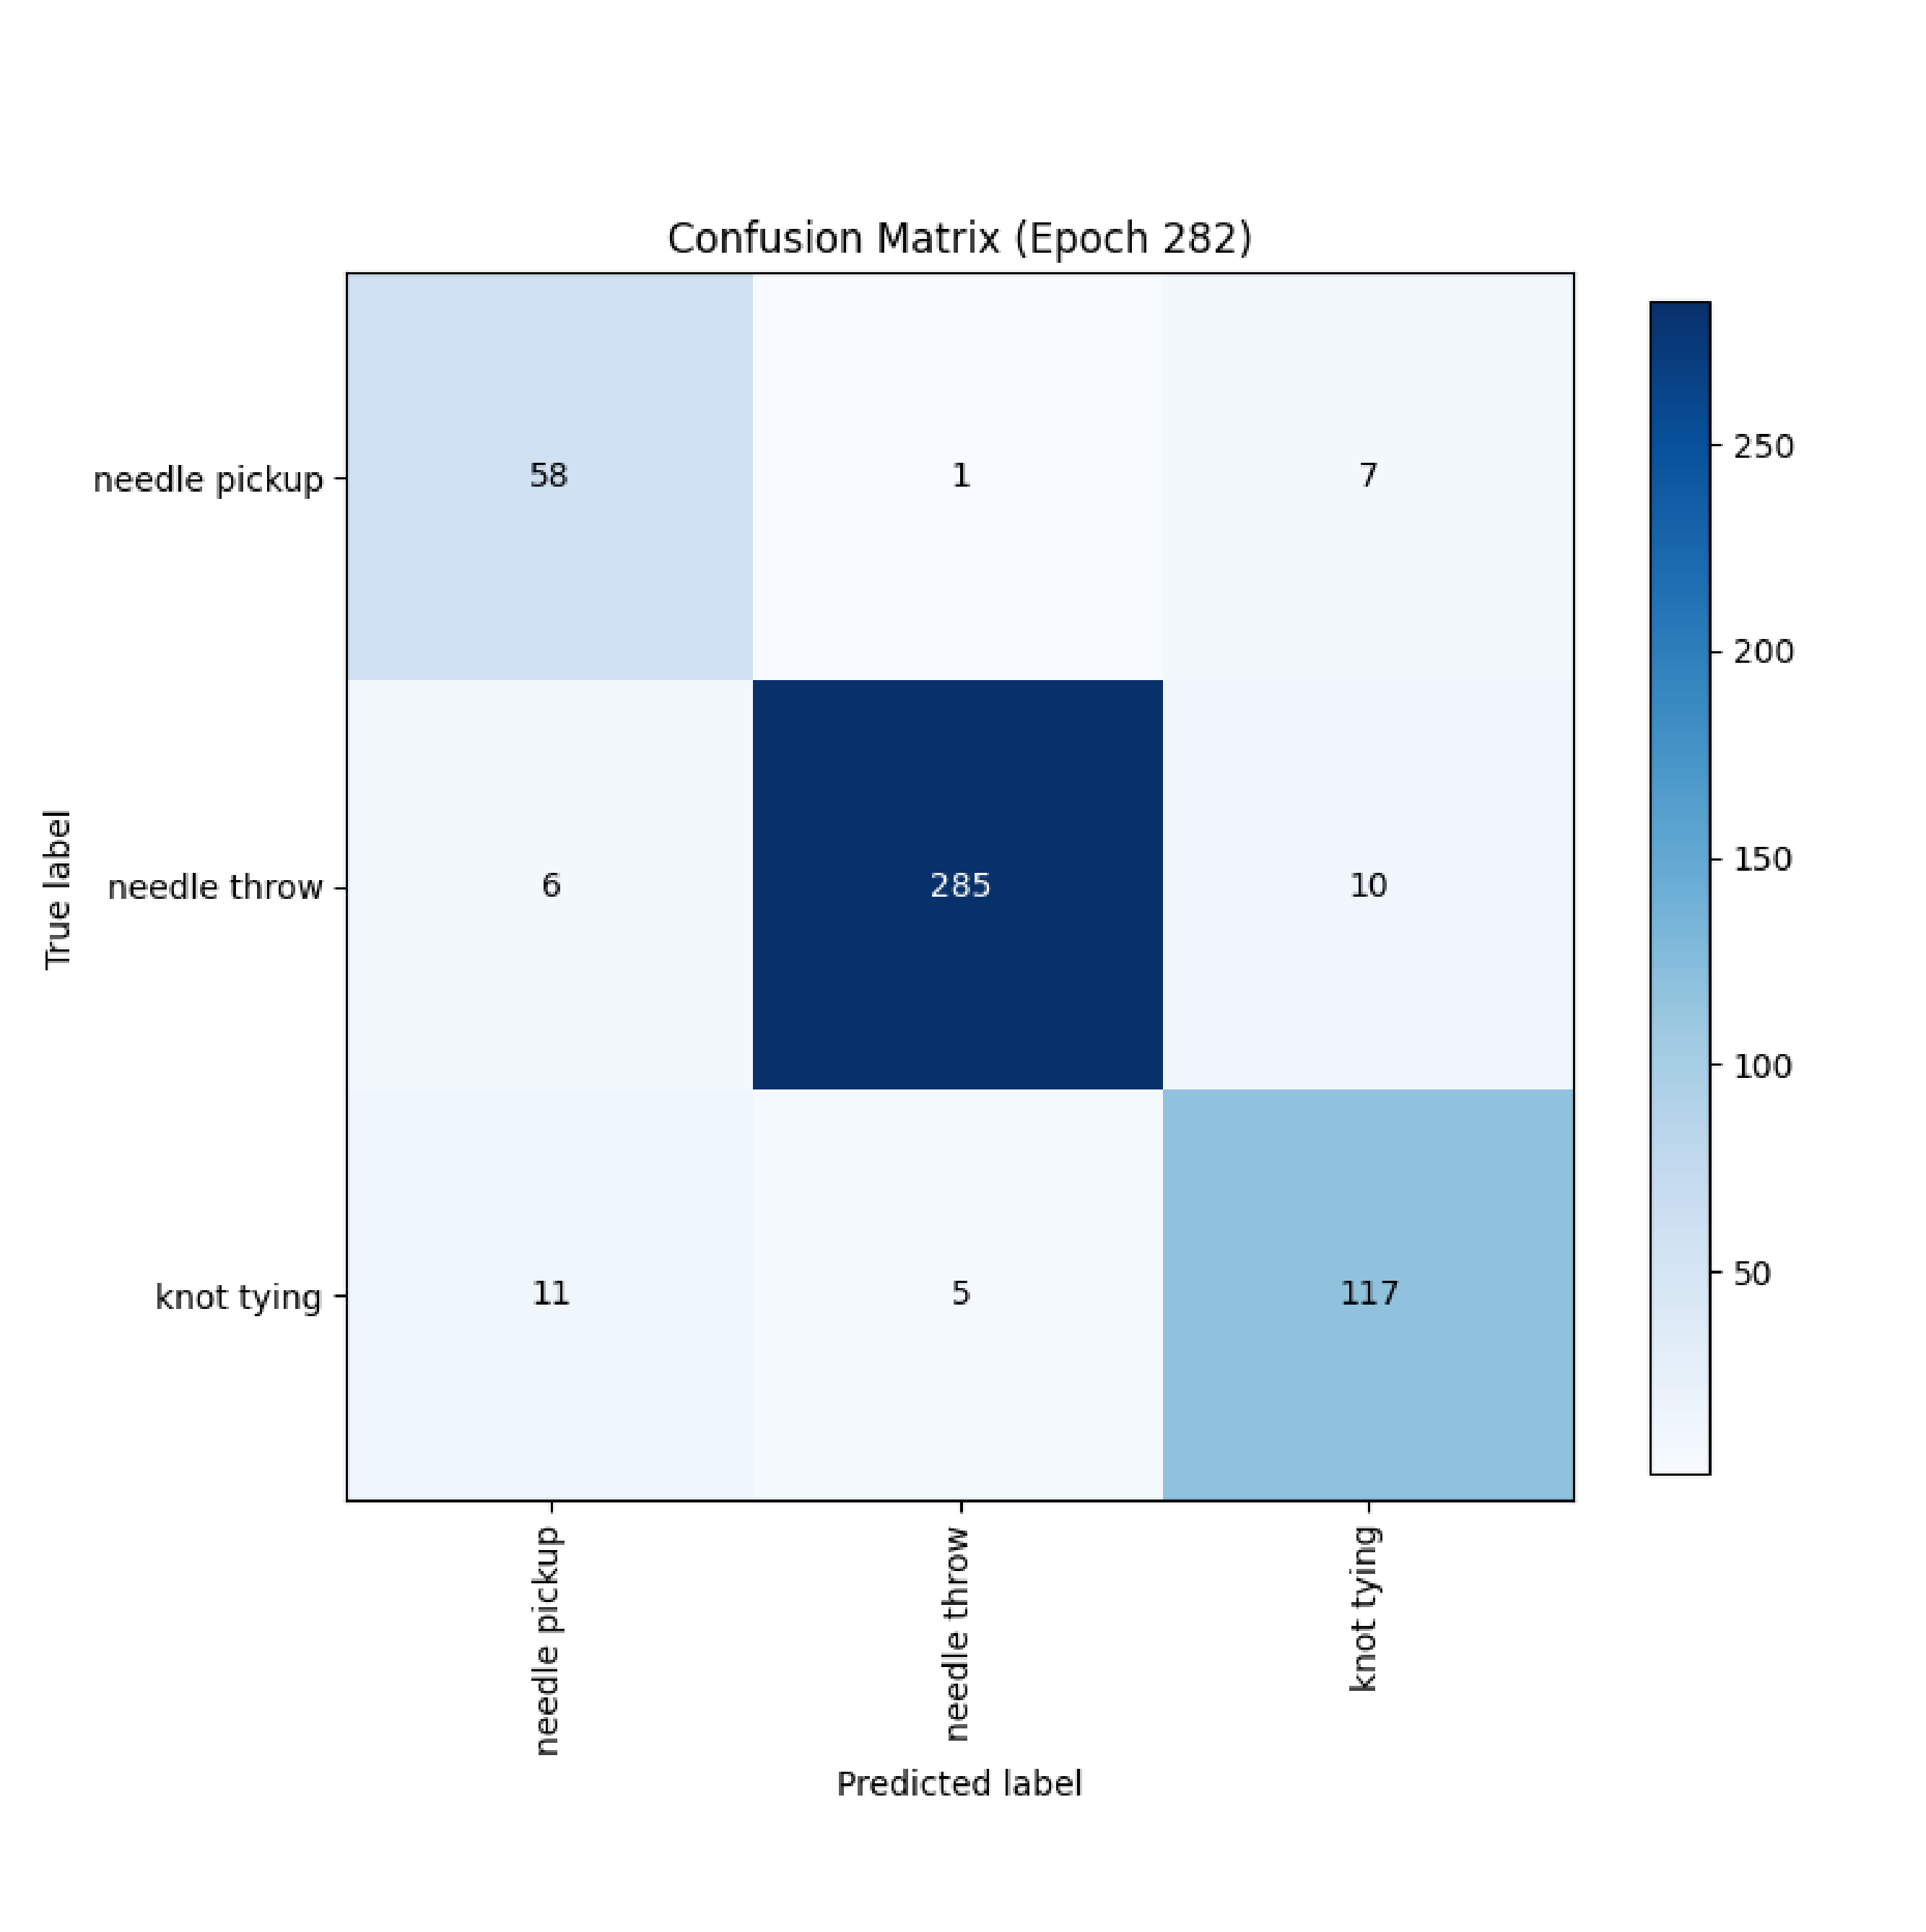 Confusion Matrix (Epoch 282)
needle pickup
58
1
7
needle throw
6
285
10
knot tying
11
5
117
True label
needle pickup
needle throw
knot tying
Predicted label
250
200
150
100
50